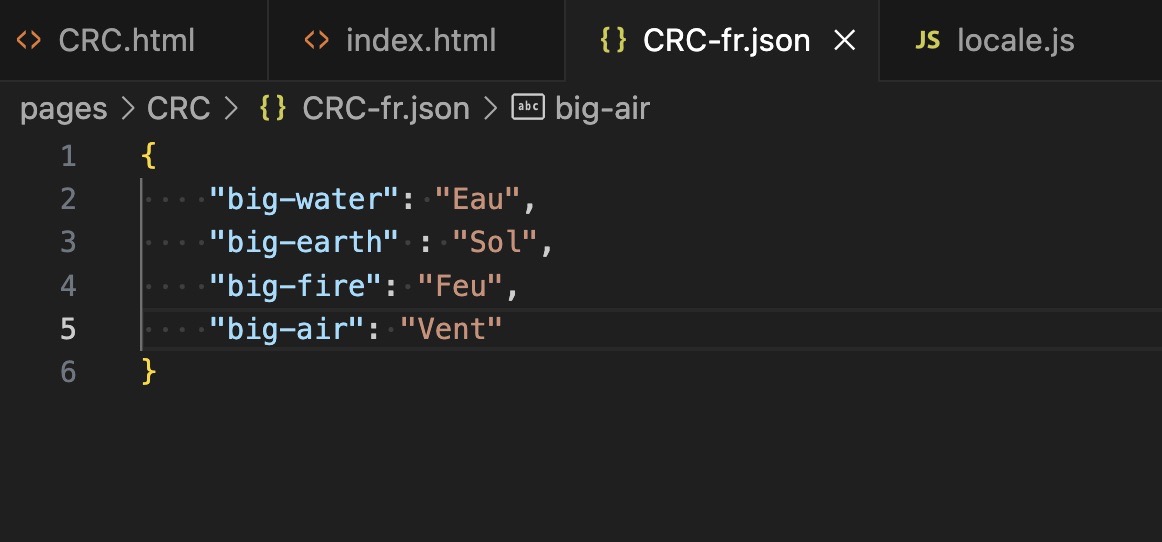 <> CRC.html <> index.html {} CRC-fr.json × JS locale.js
pages > CRC > {} CRC-fr.json > abc big-air
1 {
2 "big-water": "Eau",
3 "big-earth" : "Sol",
4 "big-fire": "Feu",
5 "big-air": "Vent"
6 }